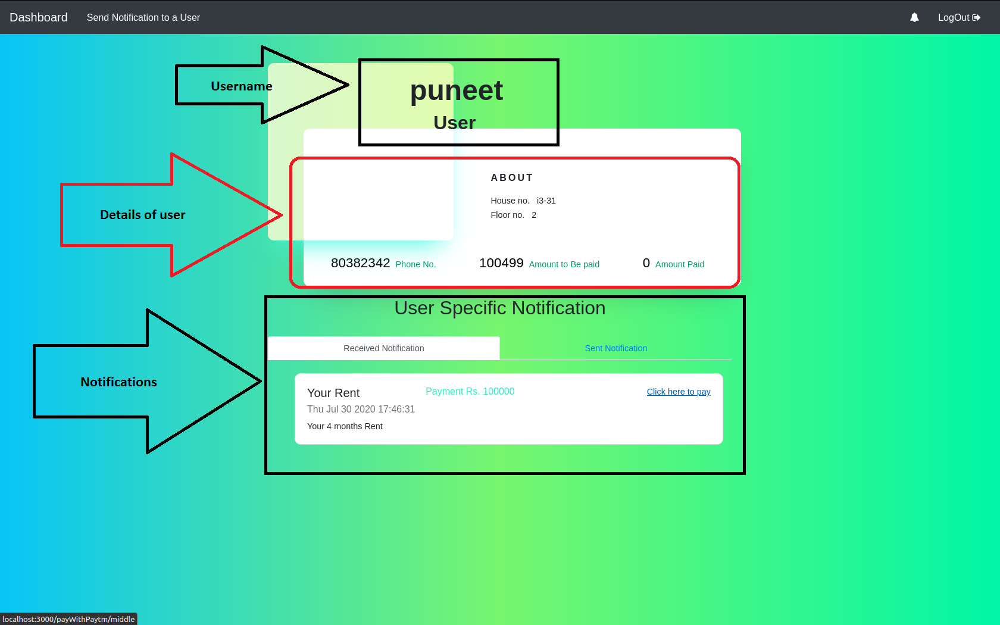 Dashboard Send Notification to a User LogOut
Username
puneet
User
Details of user
ABOUT
House no. i3-31
Floor no. 2
80382342 Phone No. 100499 Amount to Be paid 0 Amount Paid
User Specific Notification
Received Notification Sent Notification
Notifications
Your Rent Payment Rs. 100000 Click here to pay
Thu Jul 30 2020 17:46:31
Your 4 months Rent
localhost:3000/payWithPaytm/middle